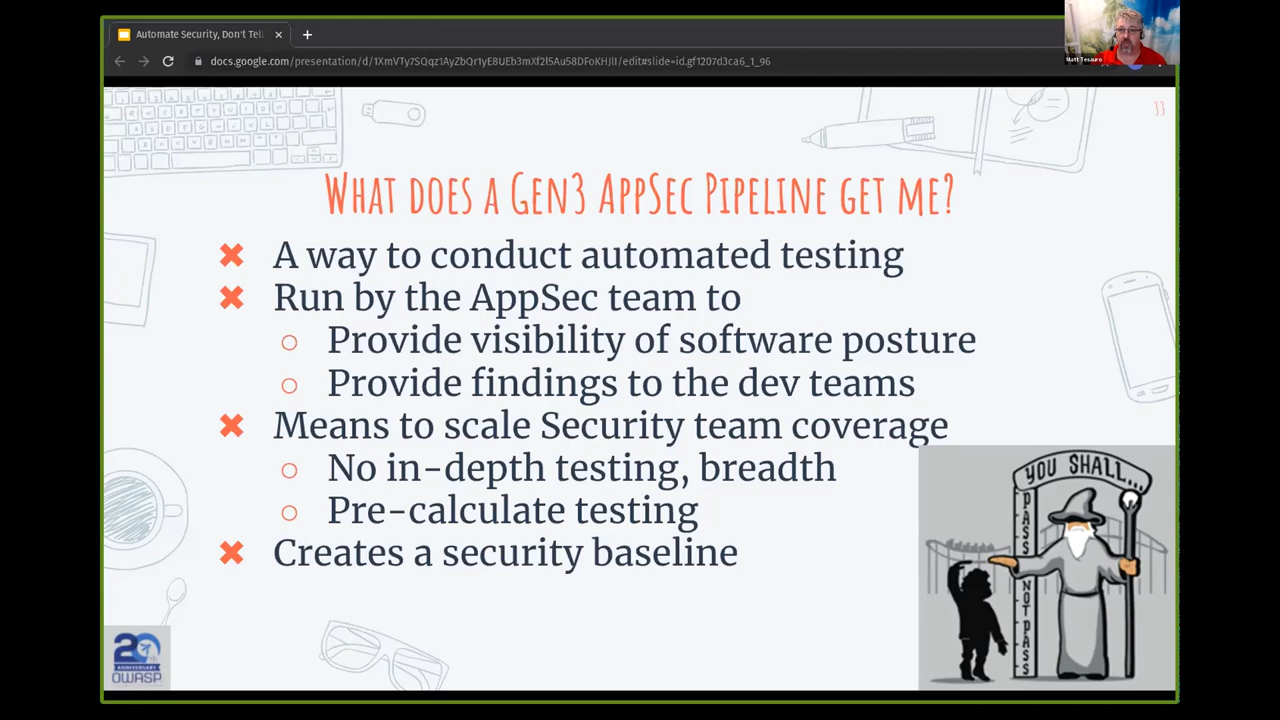 Automate Security, Don't Tell
docs.google.com/presentation/d/1XmVTy7SQqz1AyZbQr1yE8UEb3mXf2l5Au58DFoKHJlI/edit#slide=id.gf1207d3ca6_1_96
Matt Tesauro
What does a Gen3 AppSec Pipeline get me?
A way to conduct automated testing
Run by the AppSec team to
Provide visibility of software posture
Provide findings to the dev teams
Means to scale Security team coverage
No in-depth testing, breadth
Pre-calculate testing
Creates a security baseline
YOU SHALL...
PASS
NOT PASS
20
ANNIVERSARY
OWASP